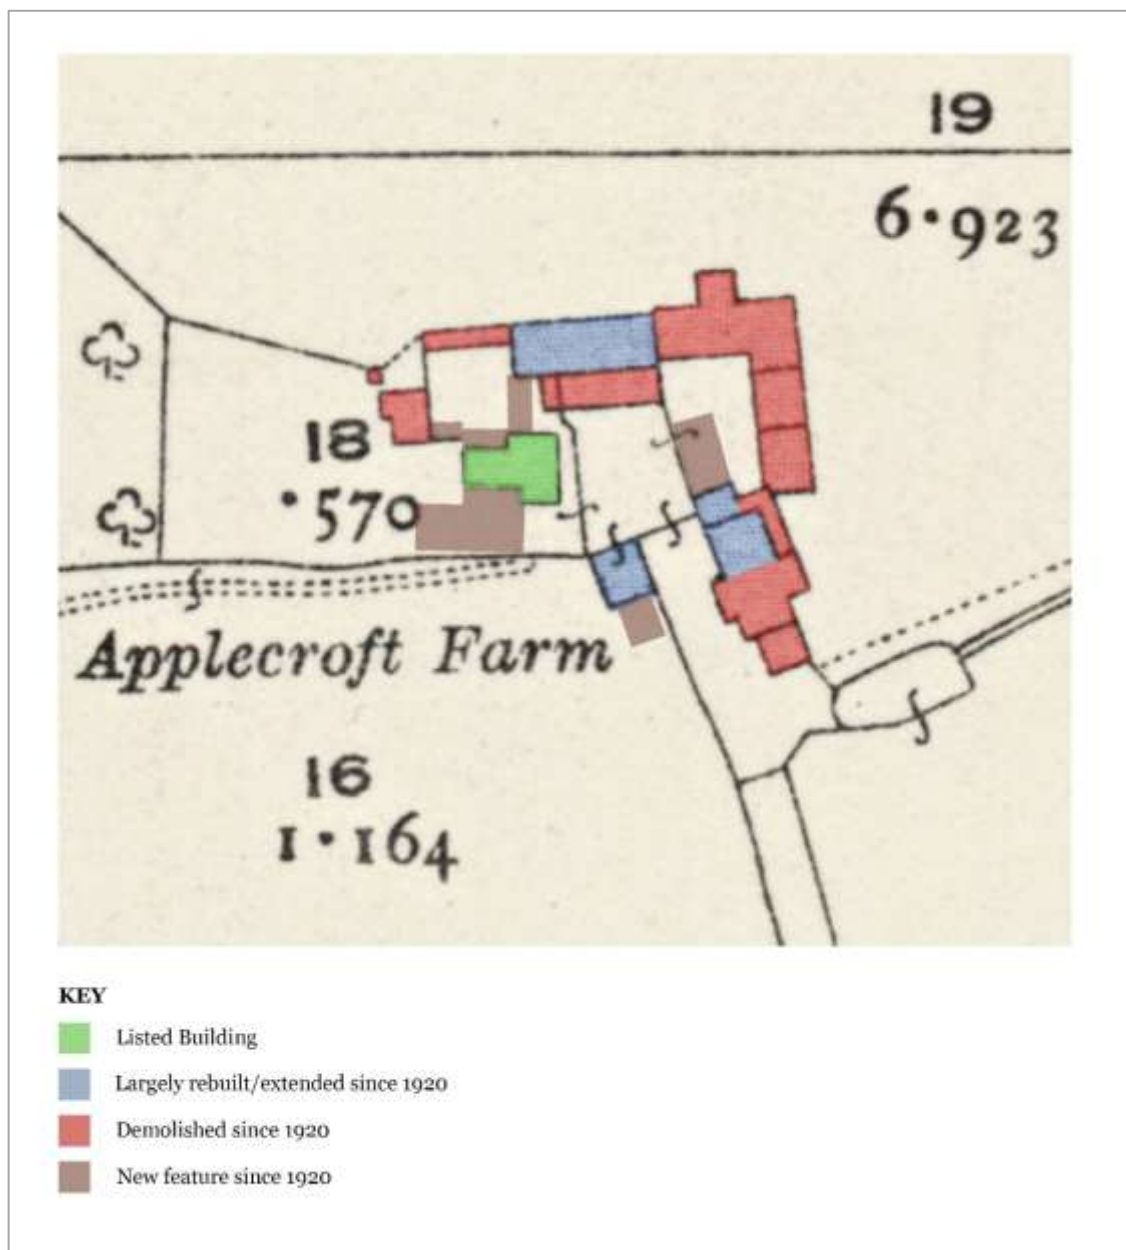 19
6·923
18
·570
Applecroft Farm
16
1·164
KEY
Listed Building
Largely rebuilt/extended since 1920
Demolished since 1920
New feature since 1920